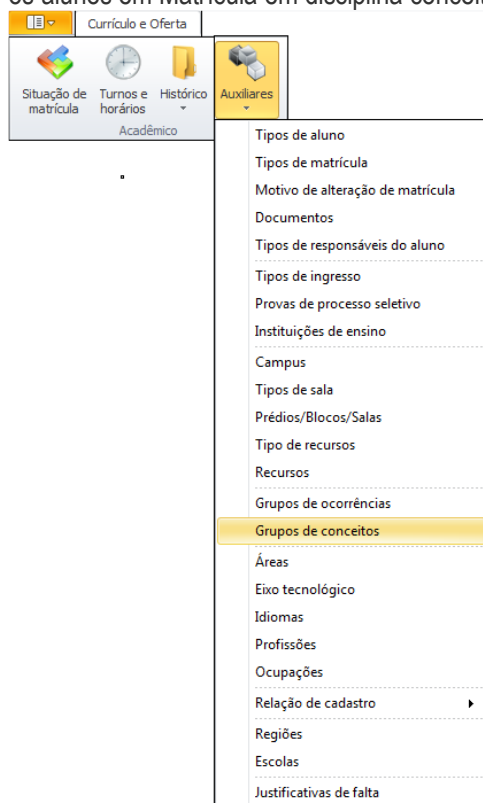 os alunos em Matrícula em disciplina conceit
Currículo e Oferta
Situação de matrícula
Turnos e horários
Histórico
Auxiliares
Acadêmico
Tipos de aluno
Tipos de matrícula
Motivo de alteração de matrícula
Documentos
Tipos de responsáveis do aluno
Tipos de ingresso
Provas de processo seletivo
Instituições de ensino
Campus
Tipos de sala
Prédios/Blocos/Salas
Tipo de recursos
Recursos
Grupos de ocorrências
Grupos de conceitos
Áreas
Eixo tecnológico
Idiomas
Profissões
Ocupações
Relação de cadastro
Regiões
Escolas
Justificativas de falta